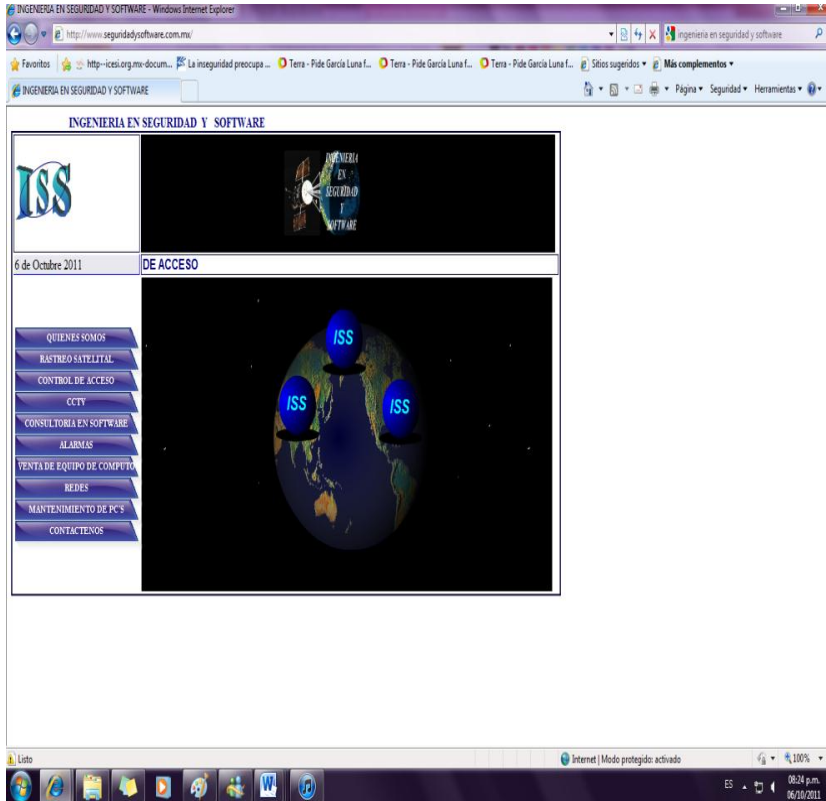 INGENIERIA EN SEGURIDAD Y SOFTWARE - Windows Internet Explorer
http://www.seguridadysoftware.com.mx/
ingenieria en seguridad y software
Favoritos
http--icesi.org.mx-docum...
La inseguridad preocupa ...
Terra - Pide García Luna f...
Terra - Pide García Luna f...
Terra - Pide García Luna f...
Sitios sugeridos
Más complementos
INGENIERIA EN SEGURIDAD Y SOFTWARE
Página
Seguridad
Herramientas
INGENIERIA EN SEGURIDAD Y SOFTWARE
ISS
INGENIERIA
EN
SEGURIDAD
Y
SOFTWARE
6 de Octubre 2011
DE ACCESO
QUIENES SOMOS
RASTREO SATELITAL
CONTROL DE ACCESO
CCTV
CONSULTORIA EN SOFTWARE
ALARMAS
VENTA DE EQUIPO DE COMPUTO
REDES
MANTENIMIENTO DE PC'S
CONTACTENOS
ISS
ISS
ISS
Listo
Internet | Modo protegido: activado
100%
ES
08:24 p.m.
06/10/2011